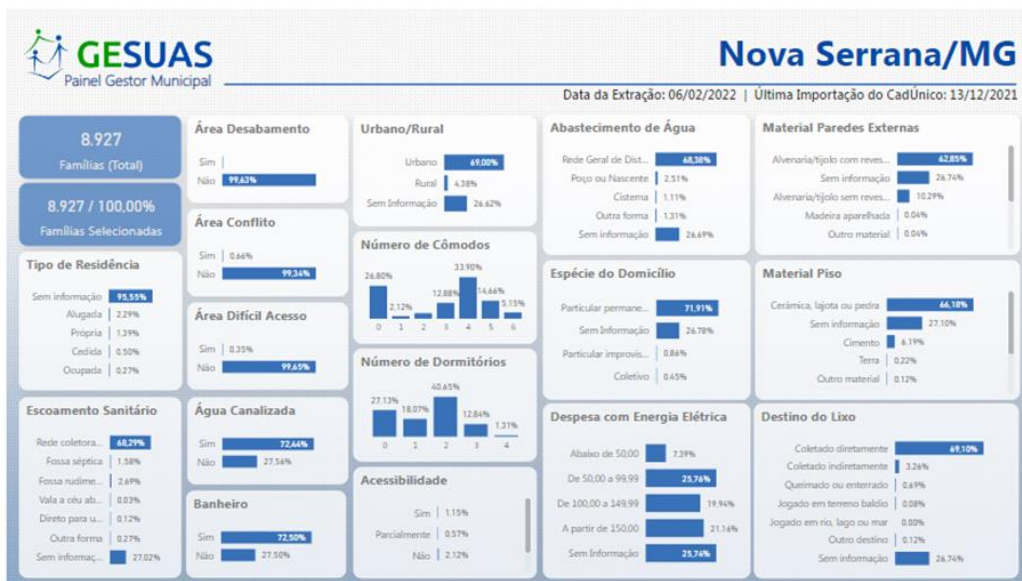 GESUAS
Painel Gestor Municipal
Nova Serrana/MG
Data da Extração: 06/02/2022 | Última Importação do CadÚnico: 13/12/2021
8.927
Famílias (Total)
8.927 / 100,00%
Famílias Selecionadas
Tipo de Residência
Sem informação 95,55%
Alugada 2,29%
Própria 1,39%
Cedida 0,50%
Ocupada 0,27%
Escoamento Sanitário
Rede coletora... 68,29%
Fossa séptica 1,58%
Fossa rudime... 2,69%
Vala a céu ab... 0,03%
Direto para u... 0,12%
Outra forma 0,27%
Sem informaç... 27,02%
Área Desabamento
Sim
Não 99,63%
Área Conflito
Sim 0,66%
Não 99,34%
Área Difícil Acesso
Sim 0,35%
Não 99,65%
Água Canalizada
Sim 72,44%
Não 27,56%
Banheiro
Sim 72,50%
Não 27,50%
Urbano/Rural
Urbano 69,00%
Rural 4,38%
Sem Informação 26,62%
Número de Cômodos
26,80% 2,12% 12,88% 33,90% 14,66% 5,15%
0 1 2 3 4 5 6
Número de Dormitórios
27,13% 18,07% 40,65% 12,84% 1,31%
0 1 2 3 4
Acessibilidade
Sim 1,15%
Parcialmente 0,57%
Não 2,12%
Abastecimento de Água
Rede Geral de Dist... 68,38%
Poço ou Nascente 2,51%
Cisterna 1,11%
Outra forma 1,31%
Sem informação 26,69%
Espécie do Domicílio
Particular permane... 71,91%
Sem Informação 26,78%
Particular improvis... 0,86%
Coletivo 0,45%
Despesa com Energia Elétrica
Abaixo de 50,00 7,39%
De 50,00 a 99,99 25,76%
De 100,00 a 149,99 19,94%
A partir de 150,00 21,16%
Sem Informação 25,74%
Material Paredes Externas
Alvenaria/tijolo com reves... 62,85%
Sem informação 26,74%
Alvenaria/tijolo sem reves... 10,29%
Madeira aparelhada 0,04%
Outro material 0,04%
Material Piso
Cerâmica, lajota ou pedra 66,18%
Sem informação 27,10%
Cimento 6,19%
Terra 0,22%
Outro material 0,12%
Destino do Lixo
Coletado diretamente 69,10%
Coletado indiretamente 3,26%
Queimado ou enterrado 0,69%
Jogado em terreno baldio 0,08%
Jogado em rio, lago ou mar 0,00%
Outro destino 0,12%
Sem informação 26,74%